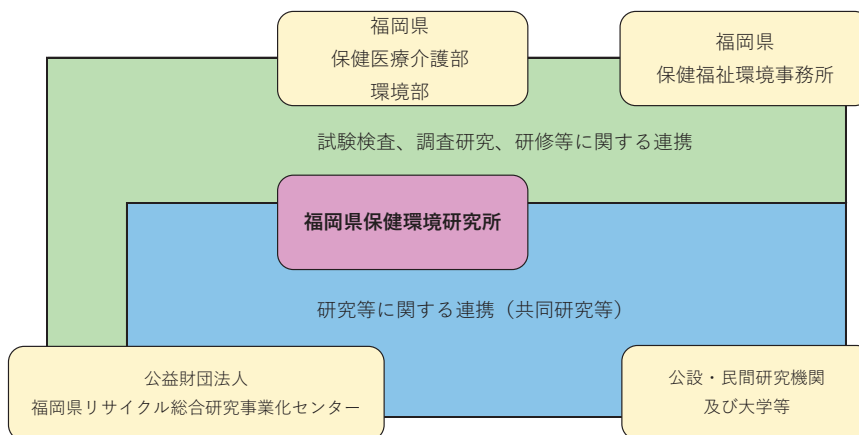 福岡県
保健医療介護部
環境部
福岡県
保健福祉環境事務所
試験検査、調査研究、研修等に関する連携
福岡県保健環境研究所
研究等に関する連携（共同研究等）
公益財団法人
福岡県リサイクル総合研究事業化センター
公設・民間研究機関
及び大学等